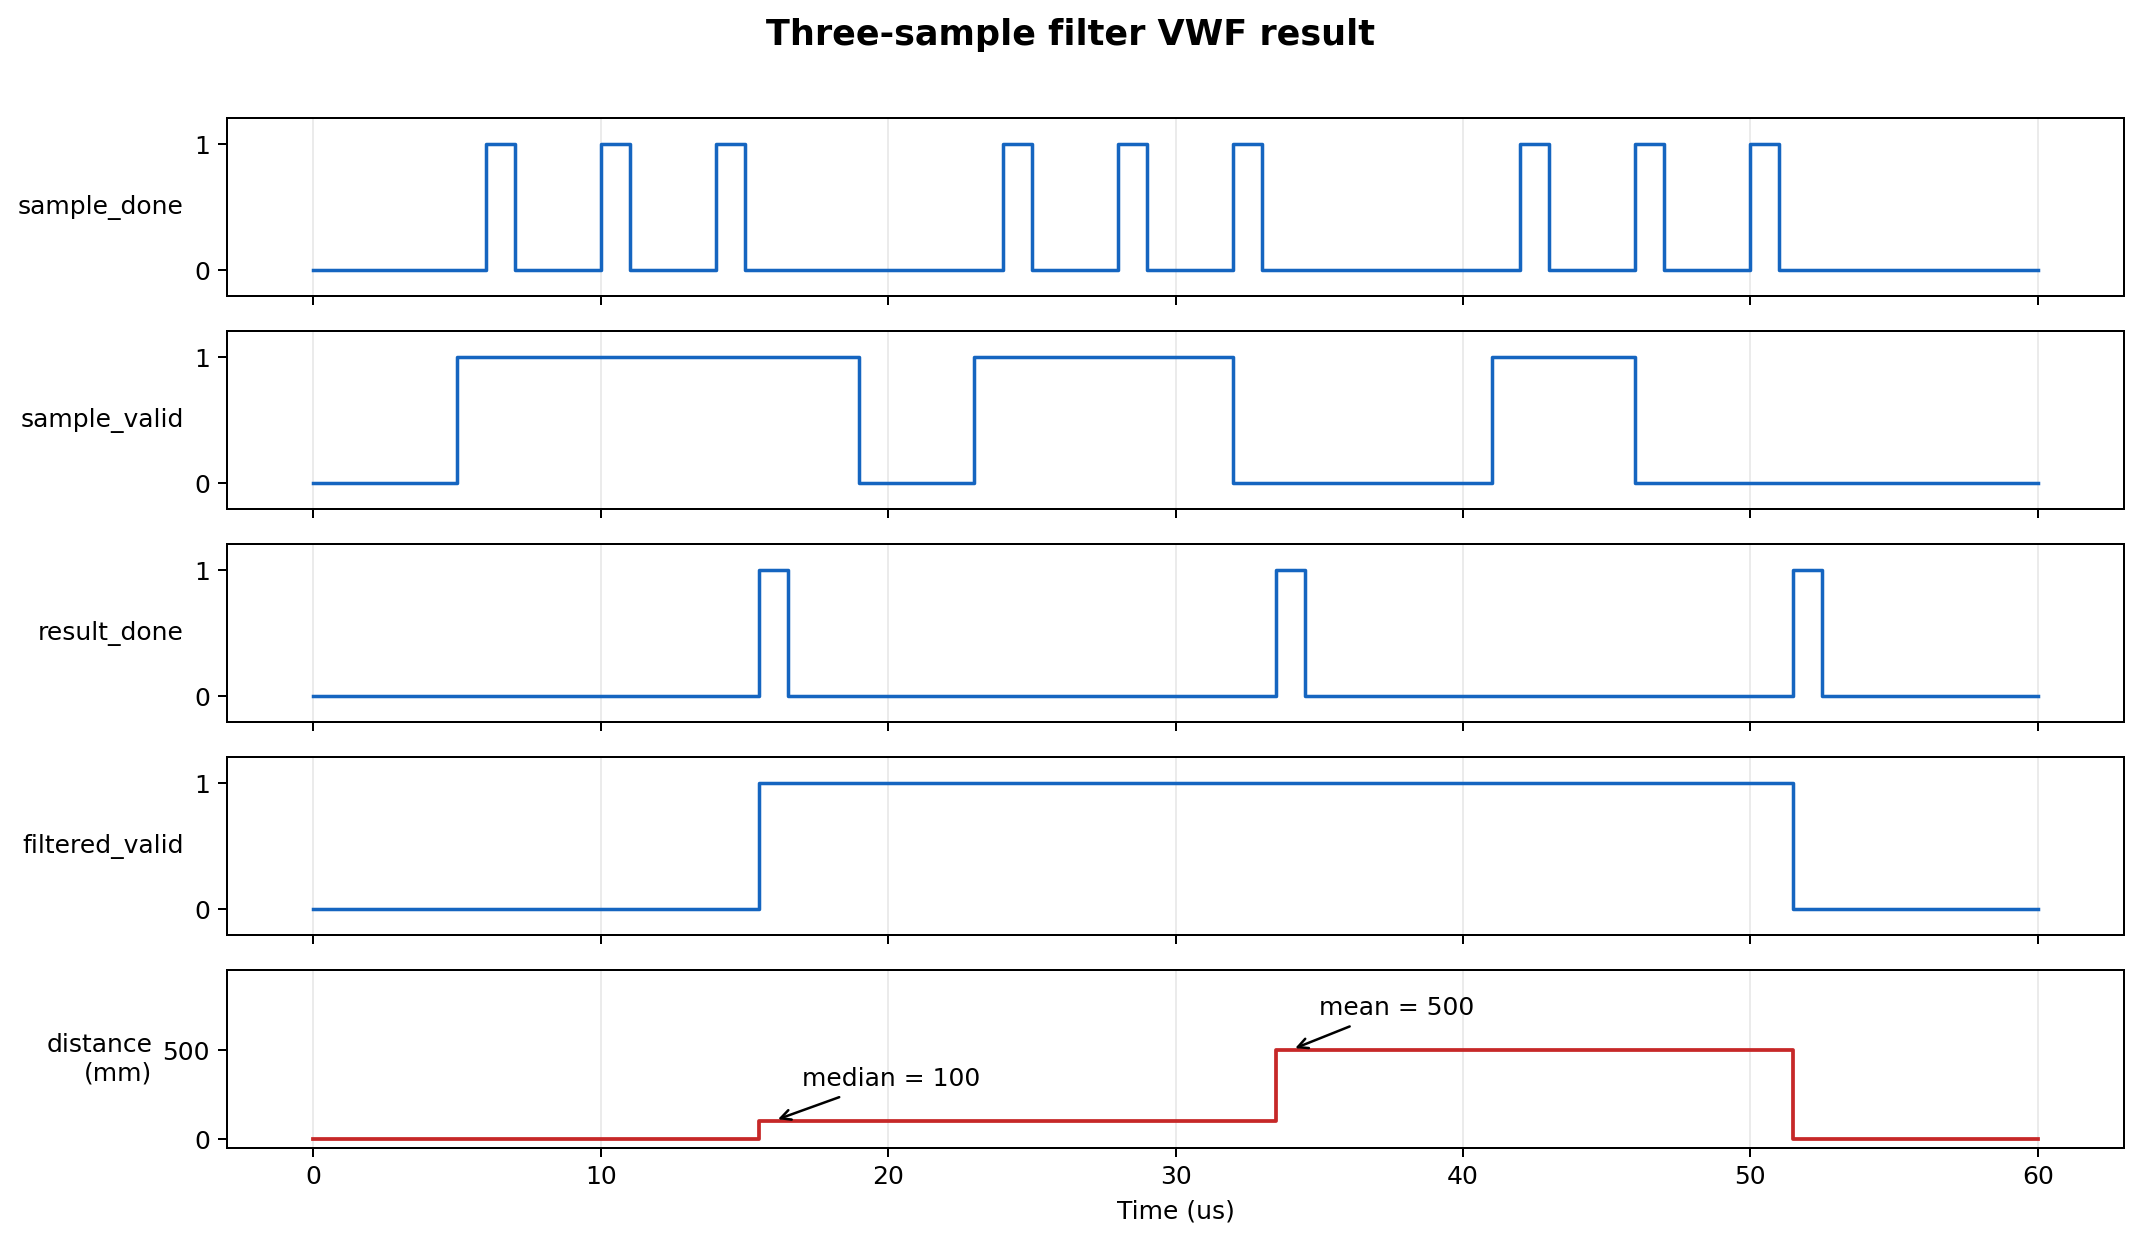 Three-sample filter VWF result
sample_done
1
0
sample_valid
1
0
result_done
1
0
filtered_valid
1
0
distance
(mm)
500
0
mean = 500
median = 100
0 10 20 30 40 50 60
Time (us)